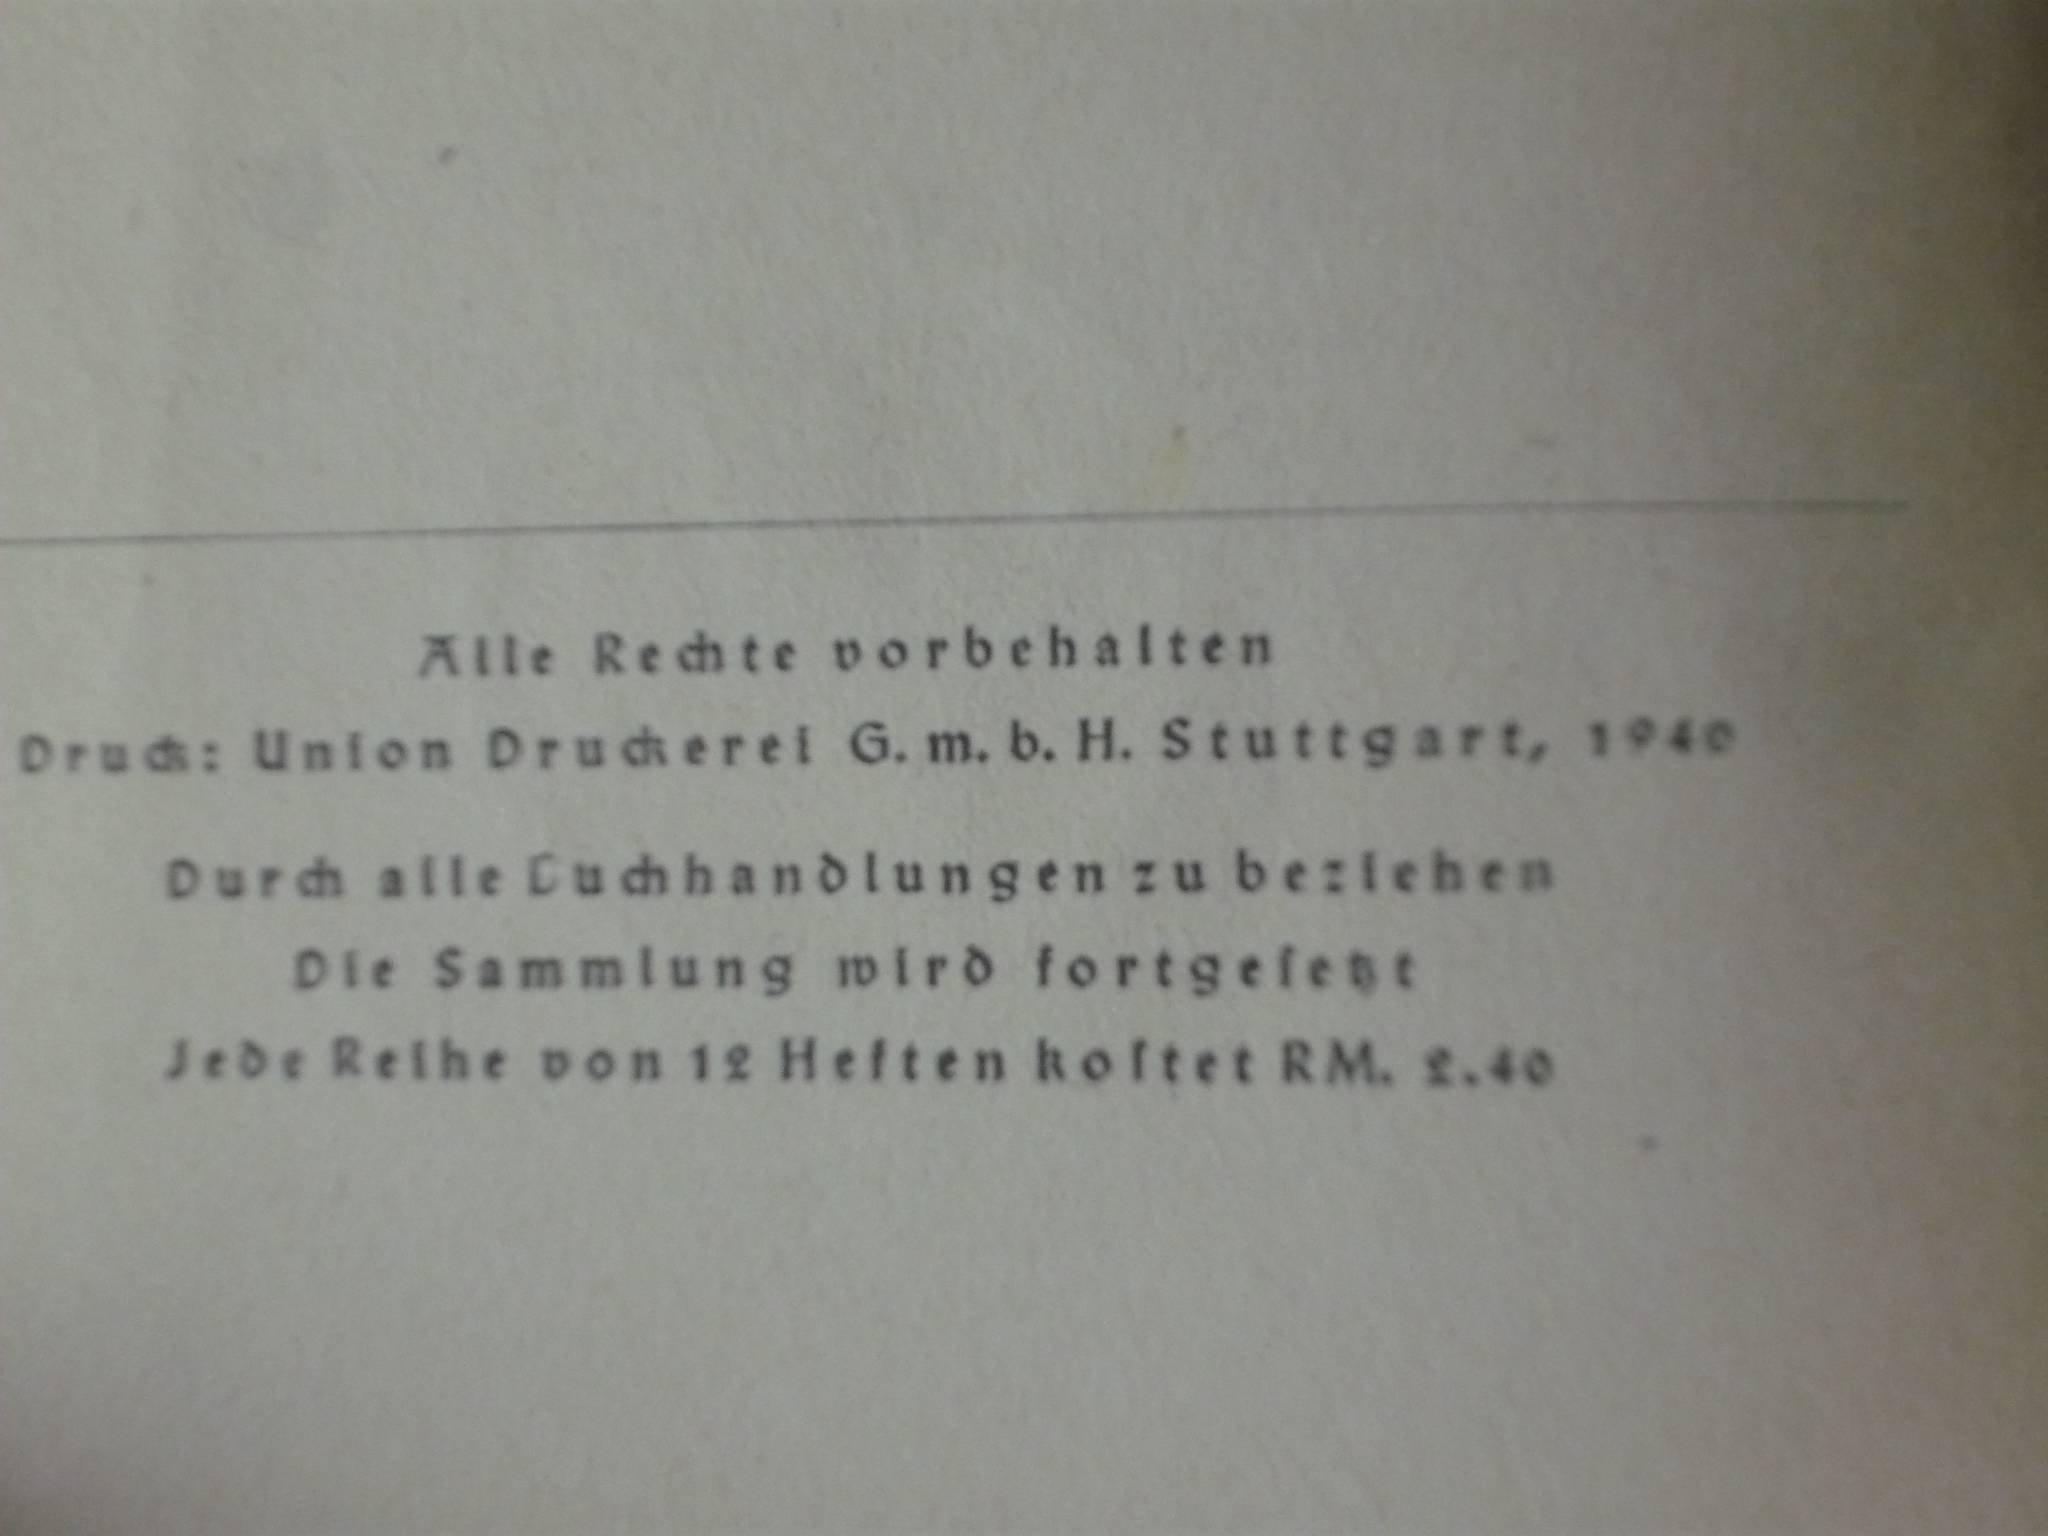 Alle Rechte vorbehalten
Druck: Union Druckerei G. m. b. H. Stuttgart, 1940
Durch alle Buchhandlungen zu beziehen
Die Sammlung wird fortgeſetzt
Jede Reihe von 12 Heften koſtet RM. 2.40